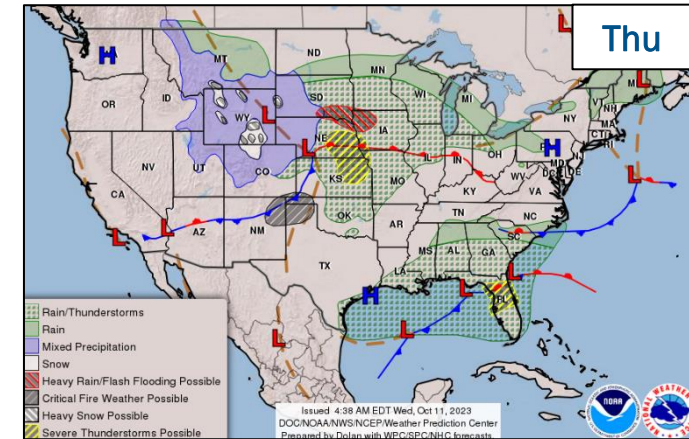 Thu
H
MT
ND
MN
OR
ID
WY
SD
WI
MI
NY
VT
NH
MA
CT
RI
L
NE
IA
L
IL
IN
OH
H
MD
DC
DE
NV
UT
CO
KS
MO
WV
VA
KY
CA
AZ
NM
OK
AR
TN
NC
SC
L
L
L
TX
LA
MS
AL
GA
L
L
FL
H
L
L
L
L
Rain/Thunderstorms
Rain
Mixed Precipitation
Snow
Heavy Rain/Flash Flooding Possible
Critical Fire Weather Possible
Heavy Snow Possible
Severe Thunderstorms Possible
Issued 4:38 AM EDT Wed, Oct 11, 2023
DOC/NOAA/NWS/NCEP/Weather Prediction Center
Prepared by Dolan with WPC/SPC/NHC forecasts
NOAA